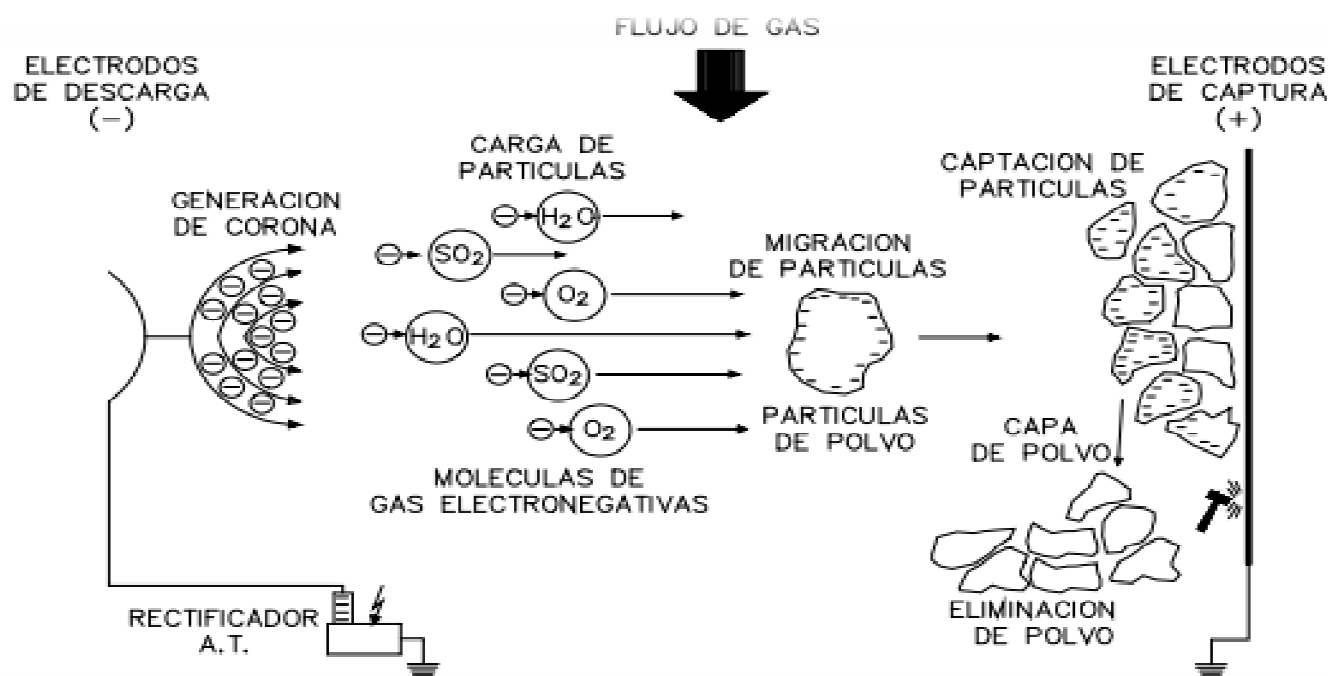 FLUJO DE GAS
ELECTRODOS
DE DESCARGA
(-)
ELECTRODOS
DE CAPTURA
(+)
CARGA DE
PARTICULAS
CAPTACION DE
PARTICULAS
GENERACION
DE CORONA
H2O
SO2
O2
H2O
SO2
O2
MIGRACION
DE PARTICULAS
PARTICULAS
DE POLVO
CAPA
DE POLVO
MOLECULAS DE
GAS ELECTRONEGATIVAS
RECTIFICADOR
A.T.
ELIMINACION
DE POLVO